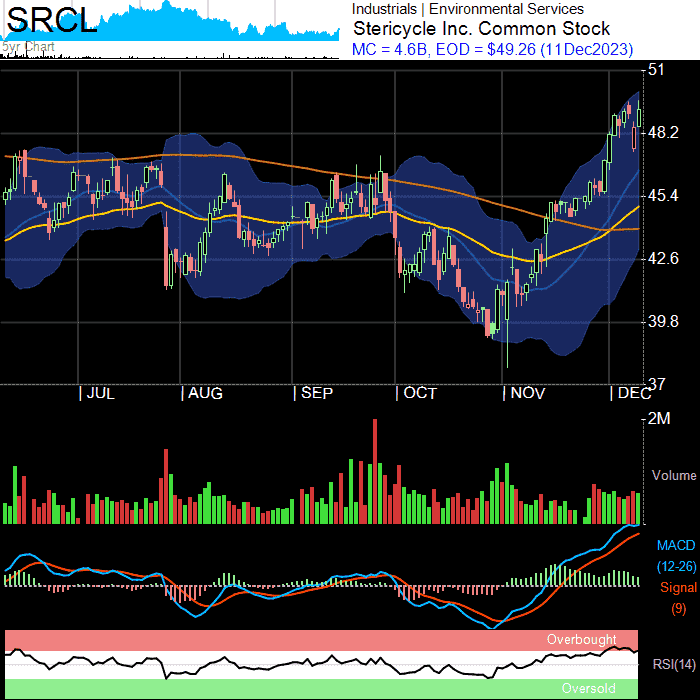 SRCL
5yr Chart
Industrials | Environmental Services
Stericycle Inc. Common Stock
MC = 4.6B, EOD = $49.26 (11Dec2023)
51
48.2
45.4
42.6
39.8
37
| JUL | AUG | SEP | OCT | NOV | DEC
2M
Volume
MACD
(12-26)
Signal
(9)
Overbought
RSI(14)
Oversold